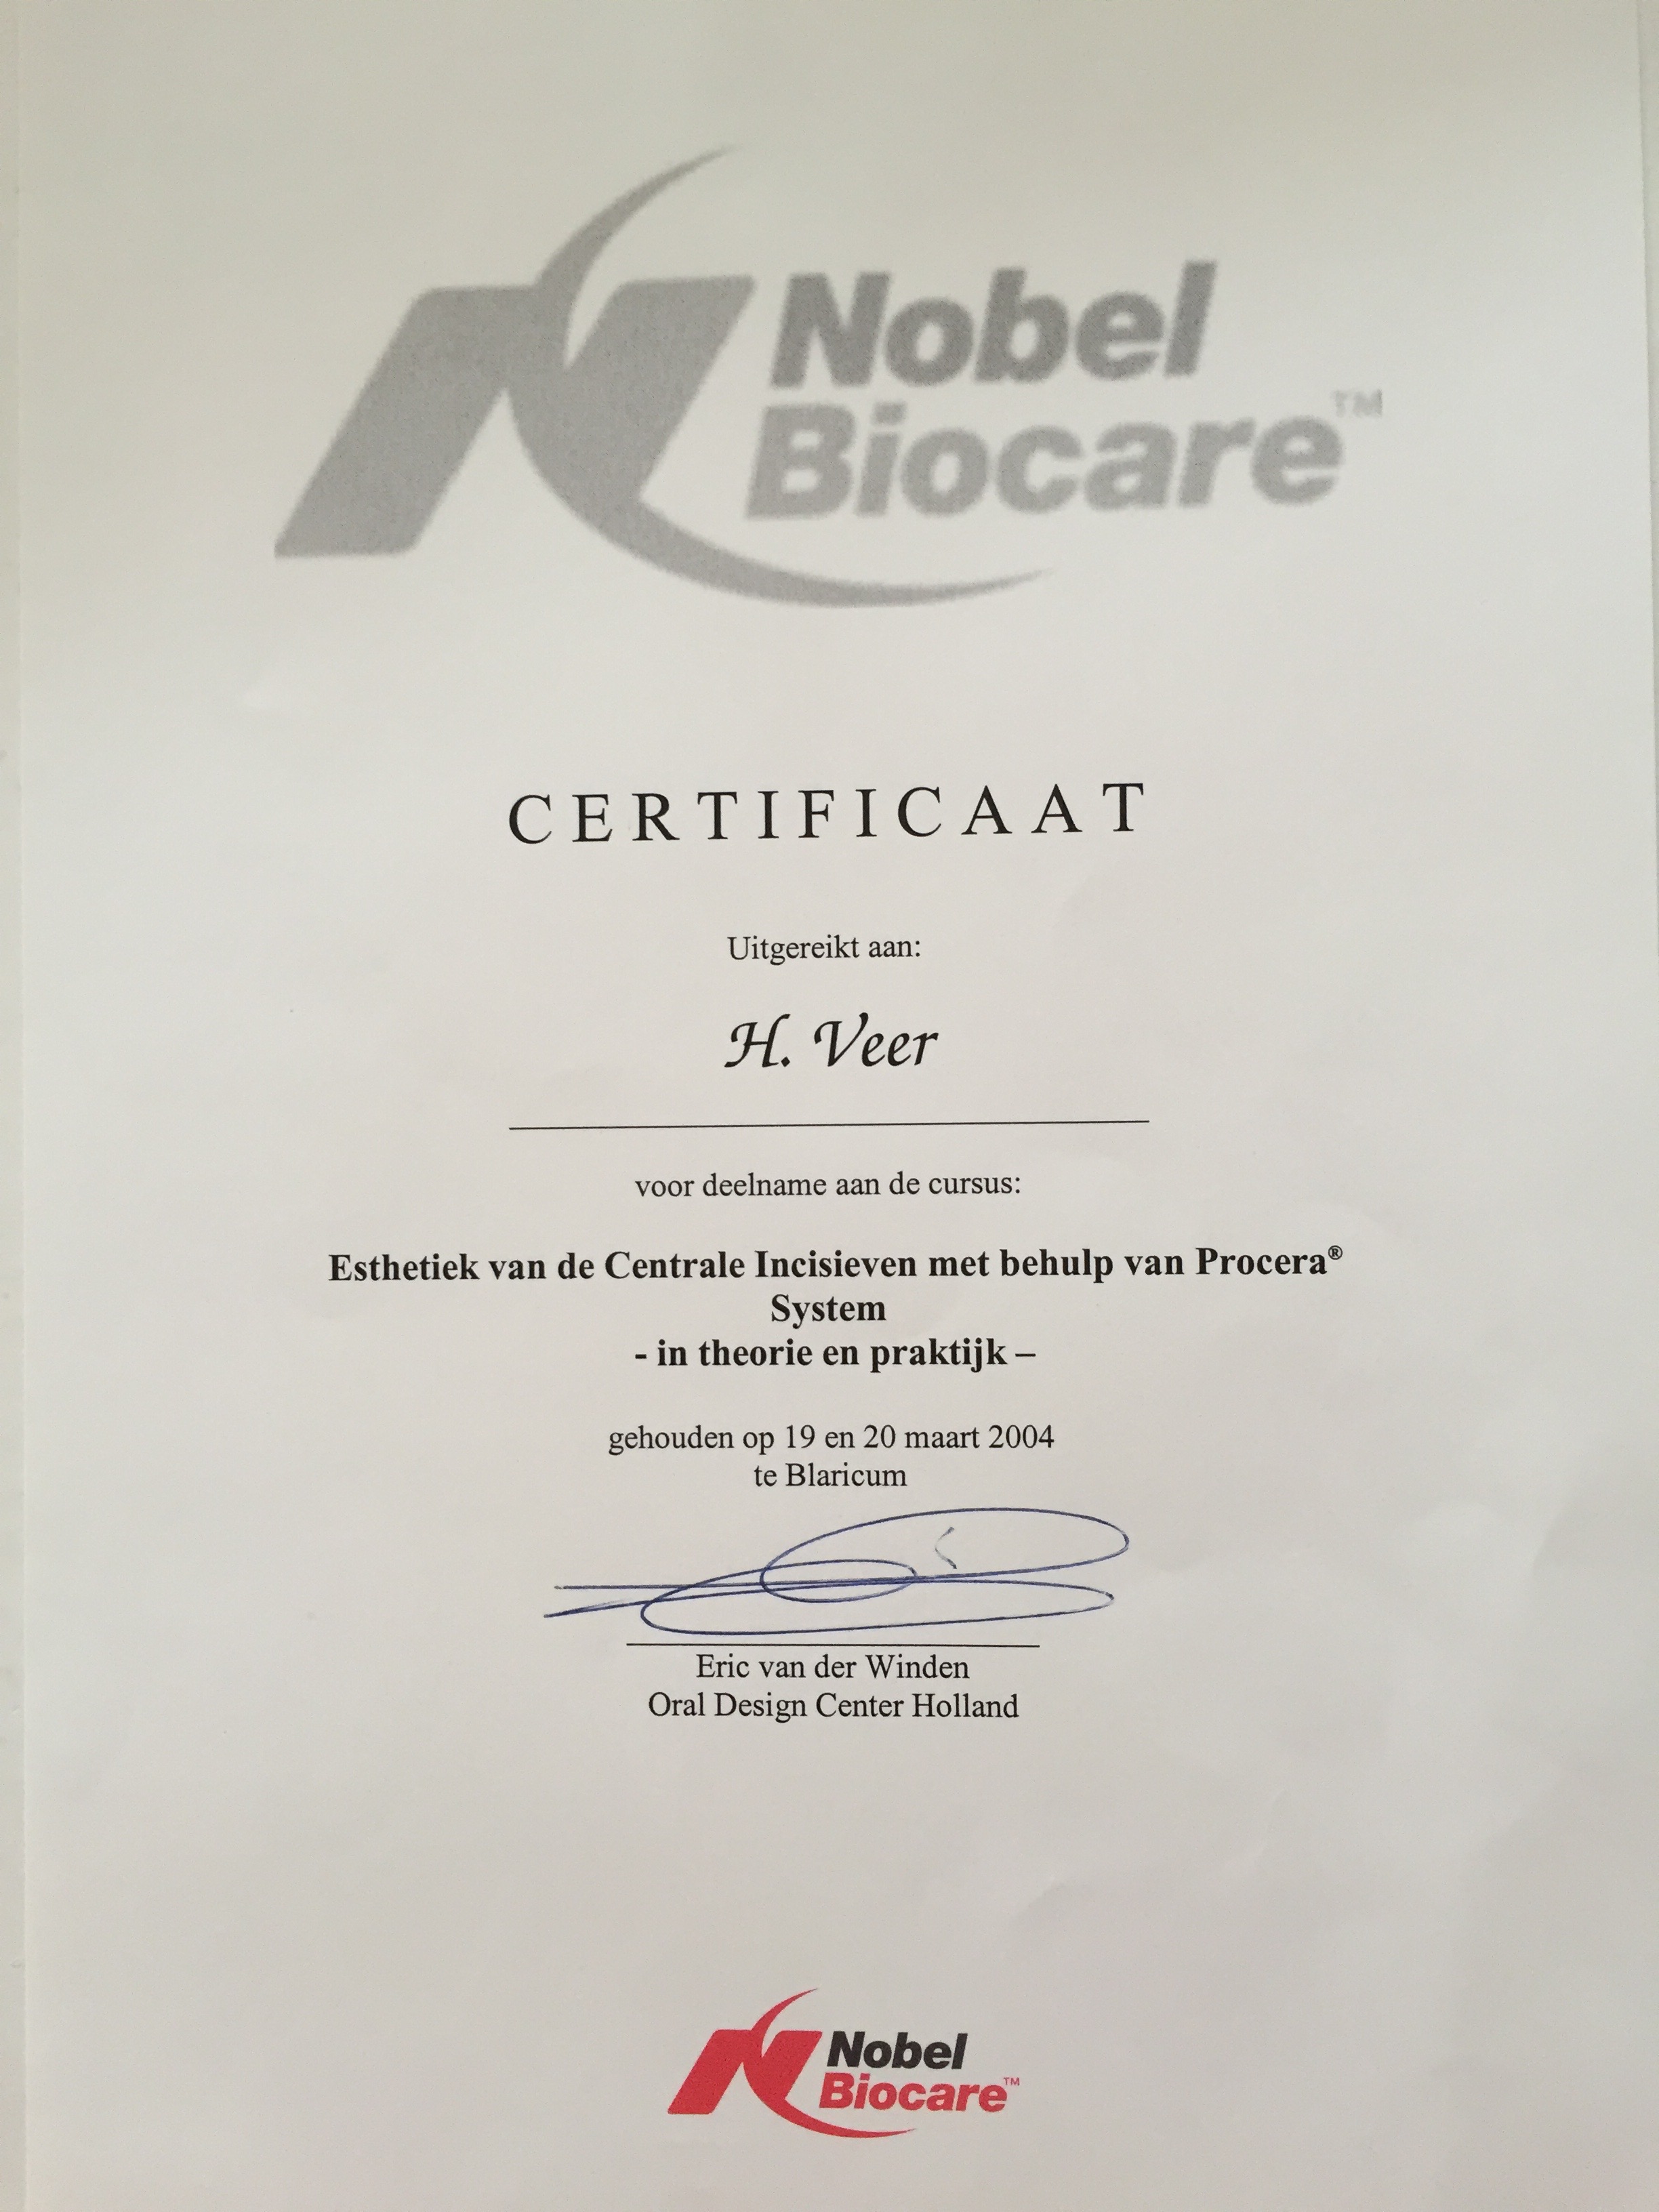 Nobel
Biocare™
CERTIFICAAT
Uitgereikt aan:
H. Veer
voor deelname aan de cursus:
Esthetiek van de Centrale Incisieven met behulp van Procera®
System
- in theorie en praktijk –
gehouden op 19 en 20 maart 2004
te Blaricum
Eric van der Winden
Oral Design Center Holland
Nobel
Biocare™